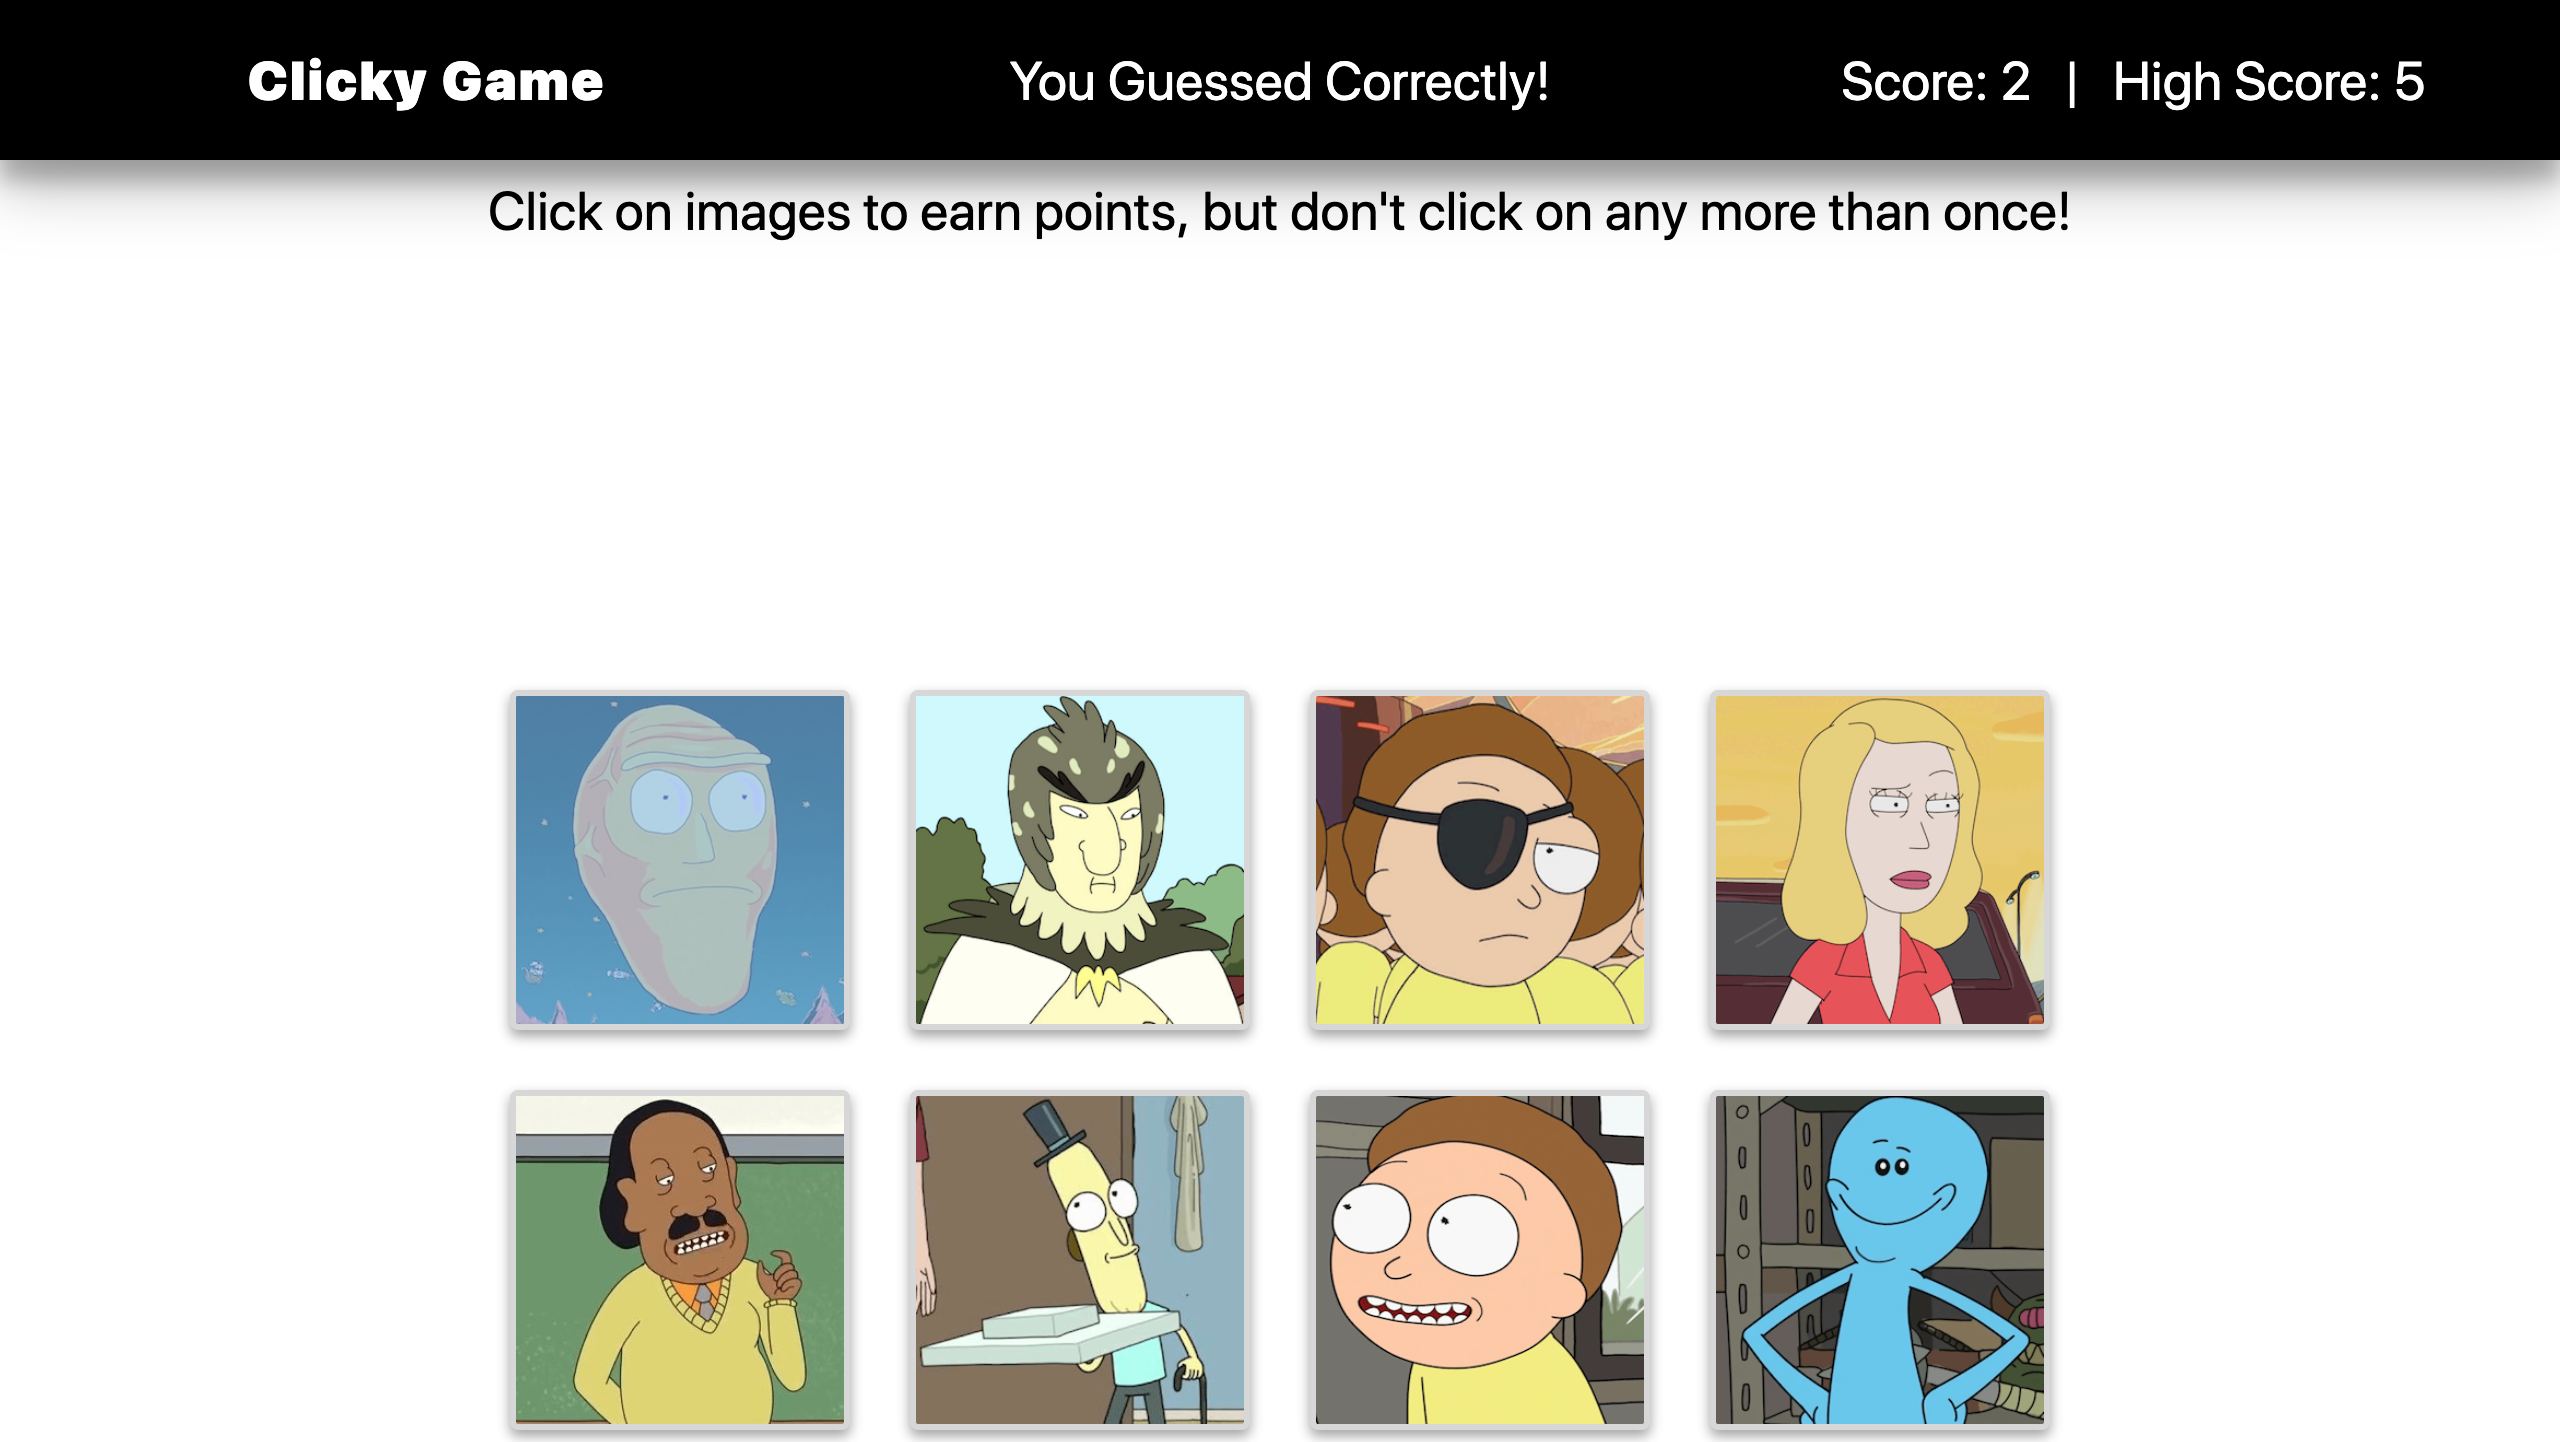 Clicky Game
You Guessed Correctly!
Score: 2 | High Score: 5
Click on images to earn points, but don't click on any more than once!